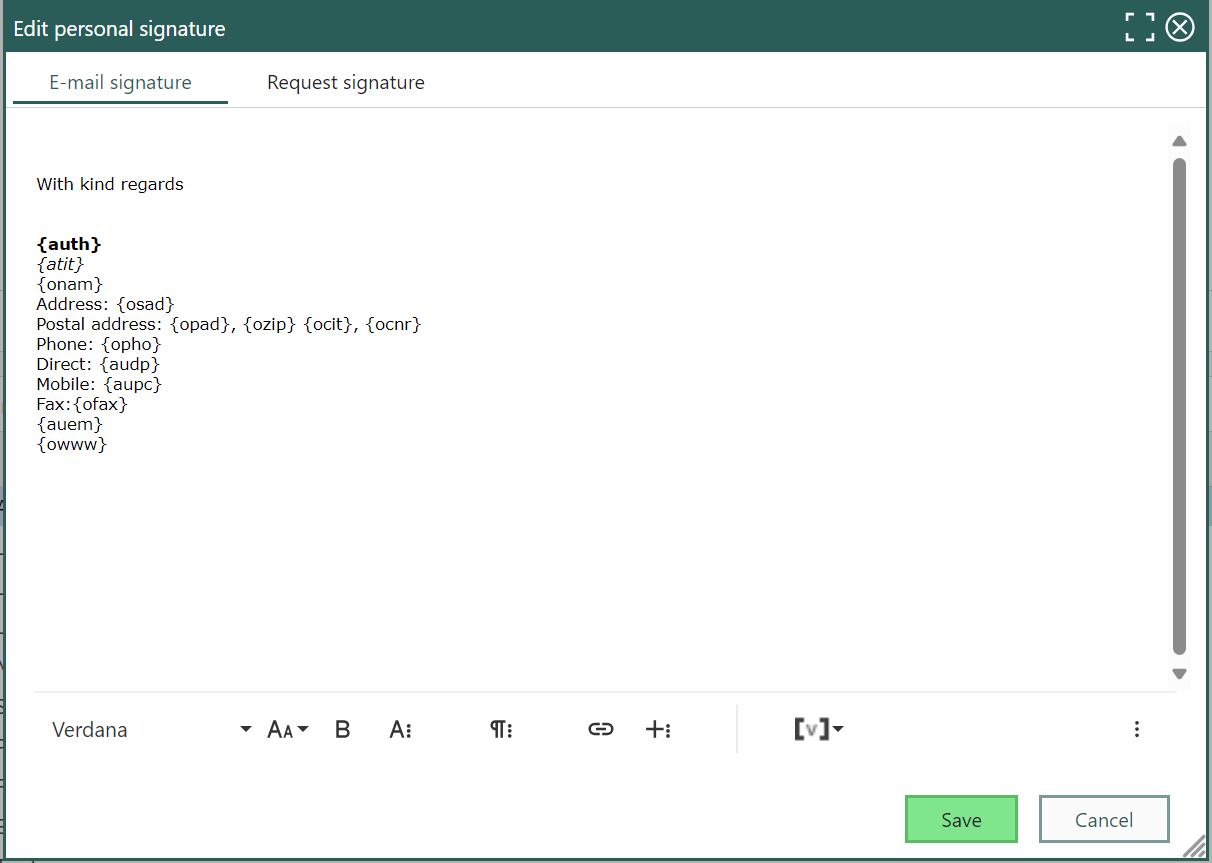 Edit personal signature
E-mail signature
Request signature
With kind regards
{auth}
{atit}
{onam}
Address: {osad}
Postal address: {opad}, {ozip} {ocit}, {ocnr}
Phone: {opho}
Direct: {audp}
Mobile: {aupc}
Fax:{ofax}
{auem}
{owww}
Verdana
AA
B
A
[v]
Save
Cancel